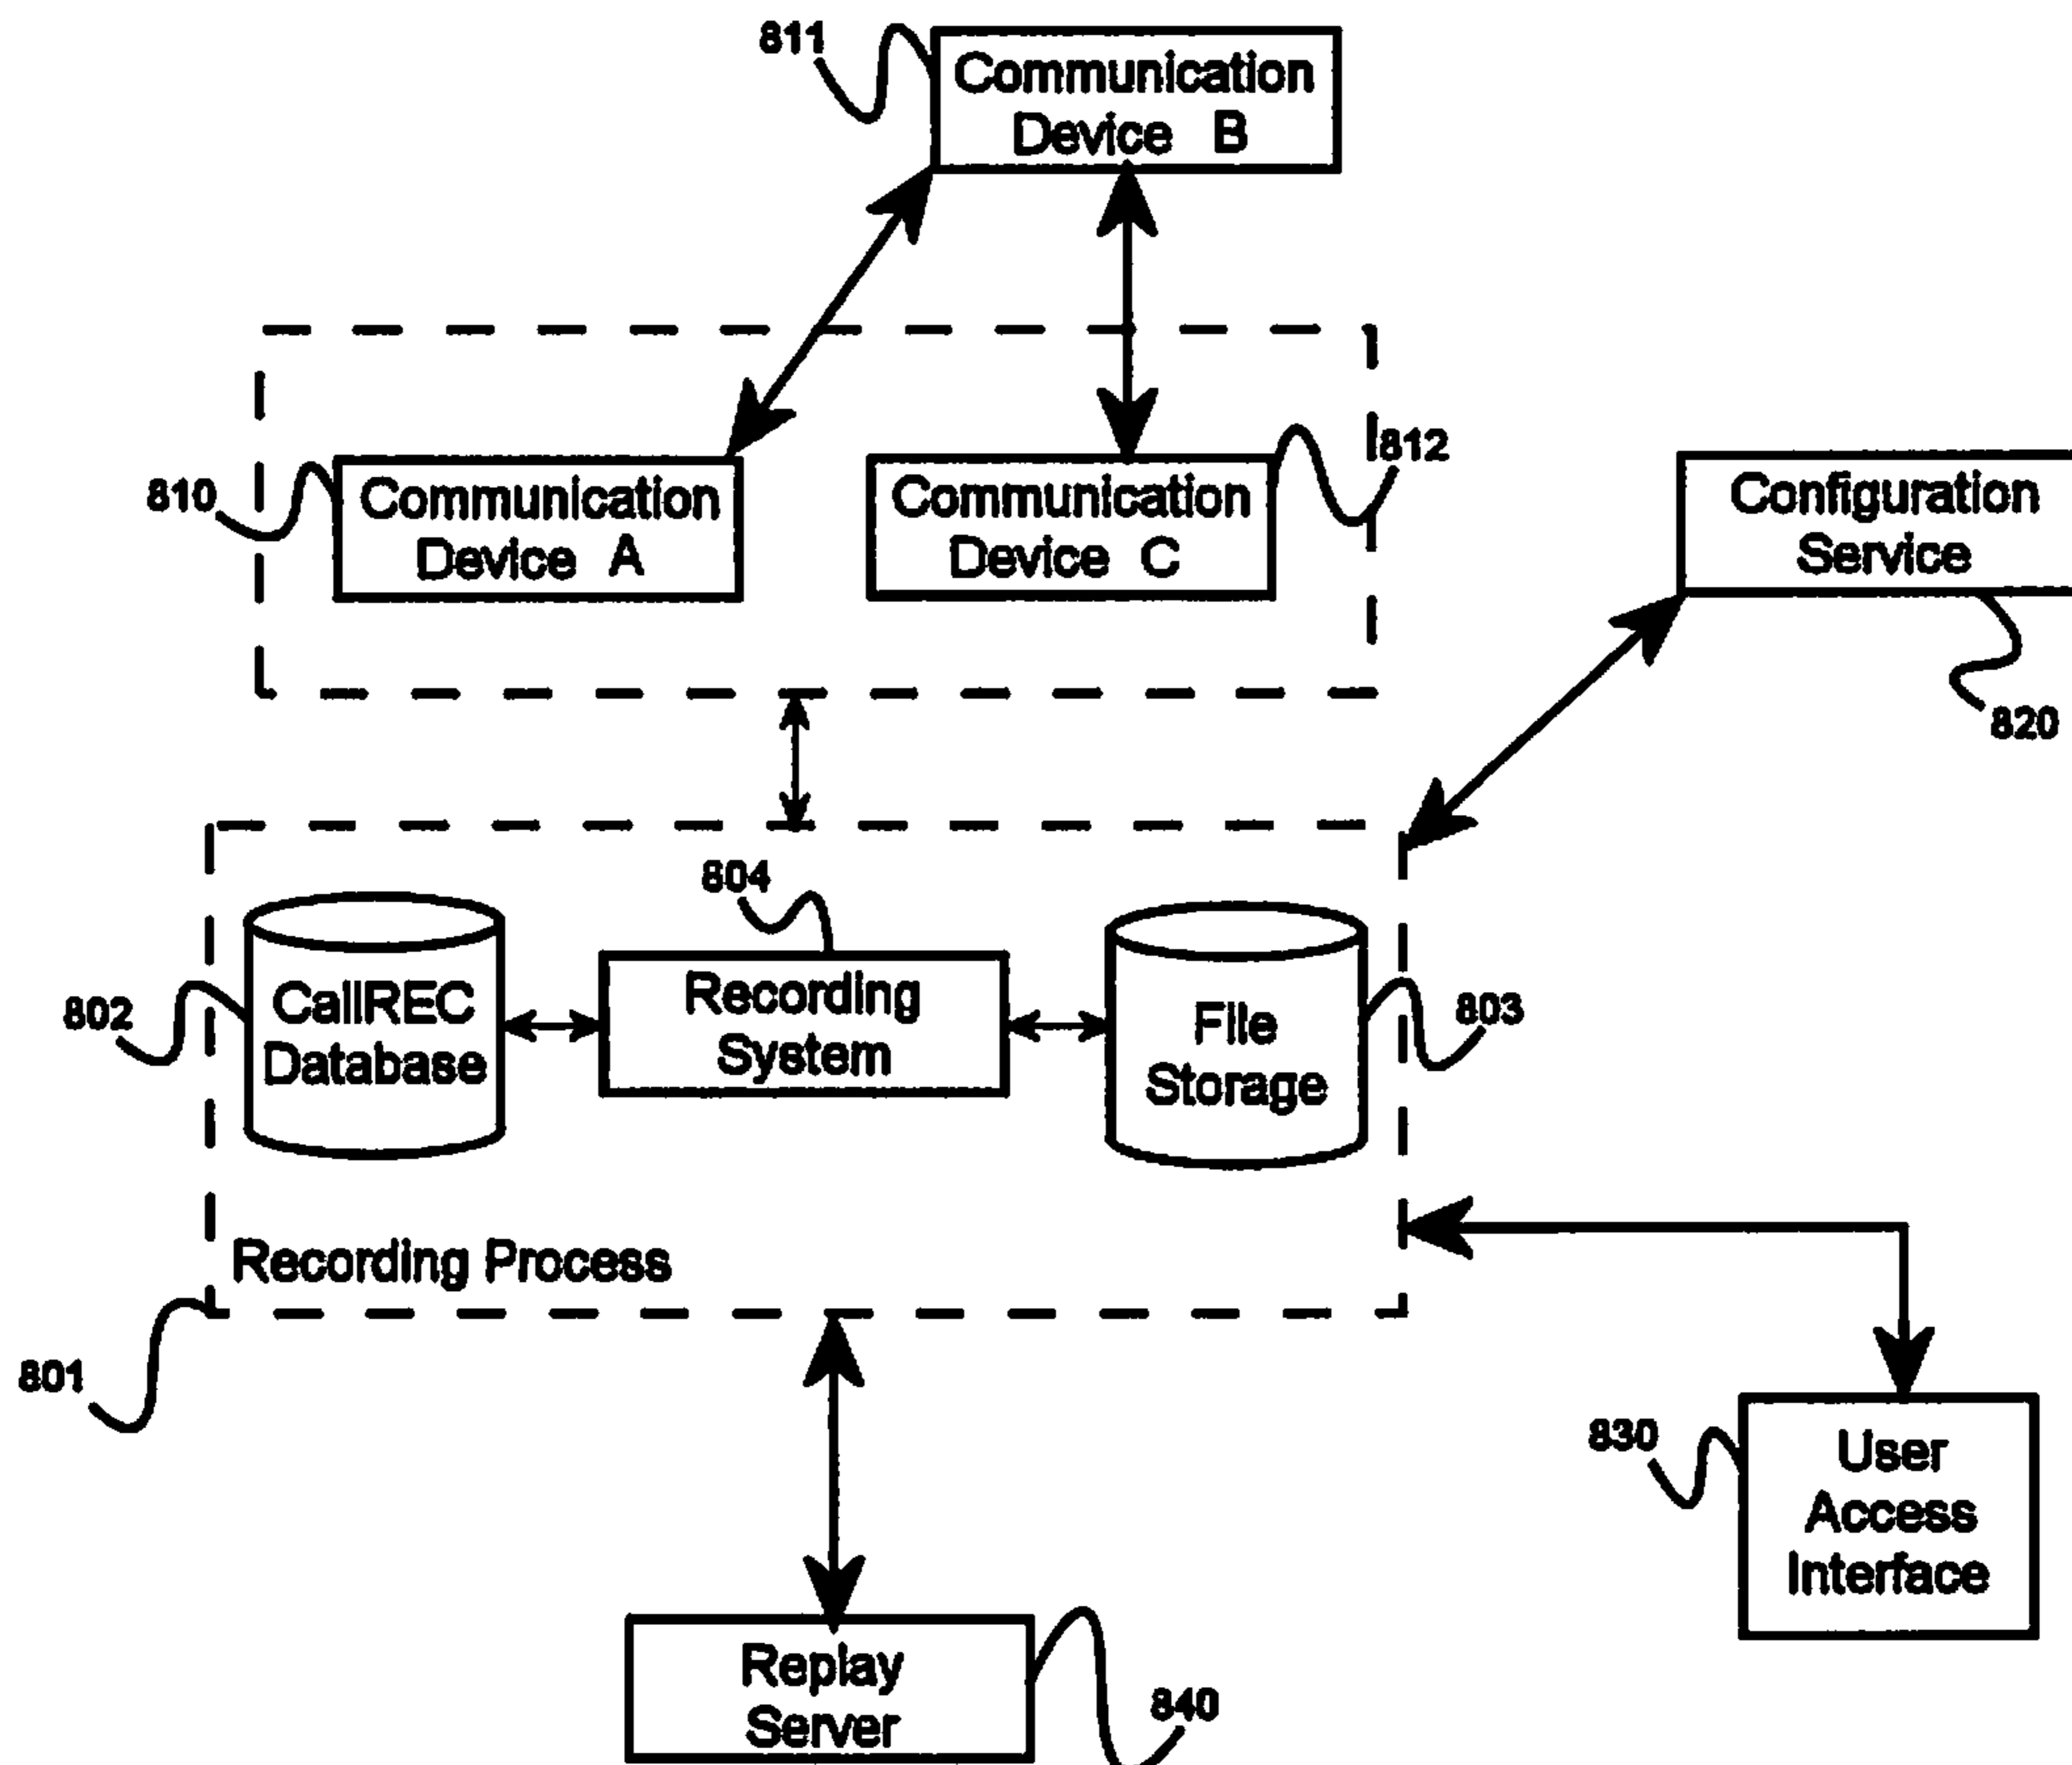 811
Communication
Device B
810
Communication
Device A
Communication
Device C
812
Configuration
Service
820
804
802
CallREC
Database
Recording
System
File
Storage
803
Recording Process
801
830
User
Access
Interface
Replay
Server
840